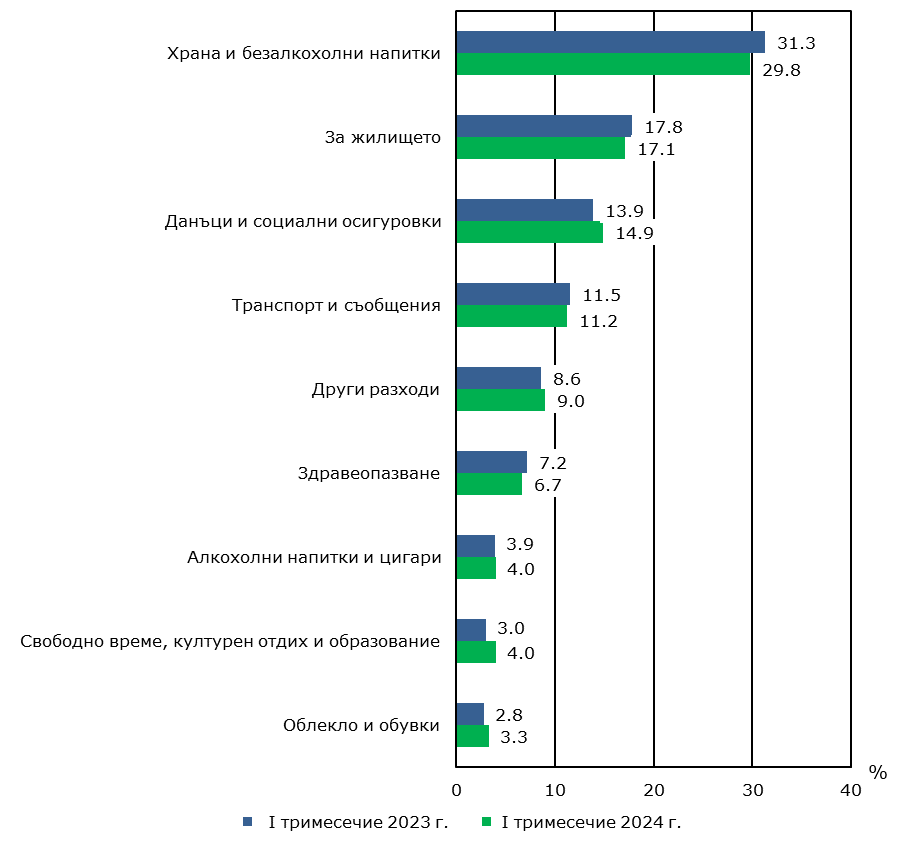 Храна и безалкохолни напитки
31.3
29.8
За жилището
17.8
17.1
Данъци и социални осигуровки
13.9
14.9
Транспорт и съобщения
11.5
11.2
Други разходи
8.6
9.0
Здравеопазване
7.2
6.7
Алкохолни напитки и цигари
3.9
4.0
Свободно време, културен отдих и образование
3.0
4.0
Облекло и обувки
2.8
3.3
0 10 20 30 40 %
I тримесечие 2023 г. I тримесечие 2024 г.